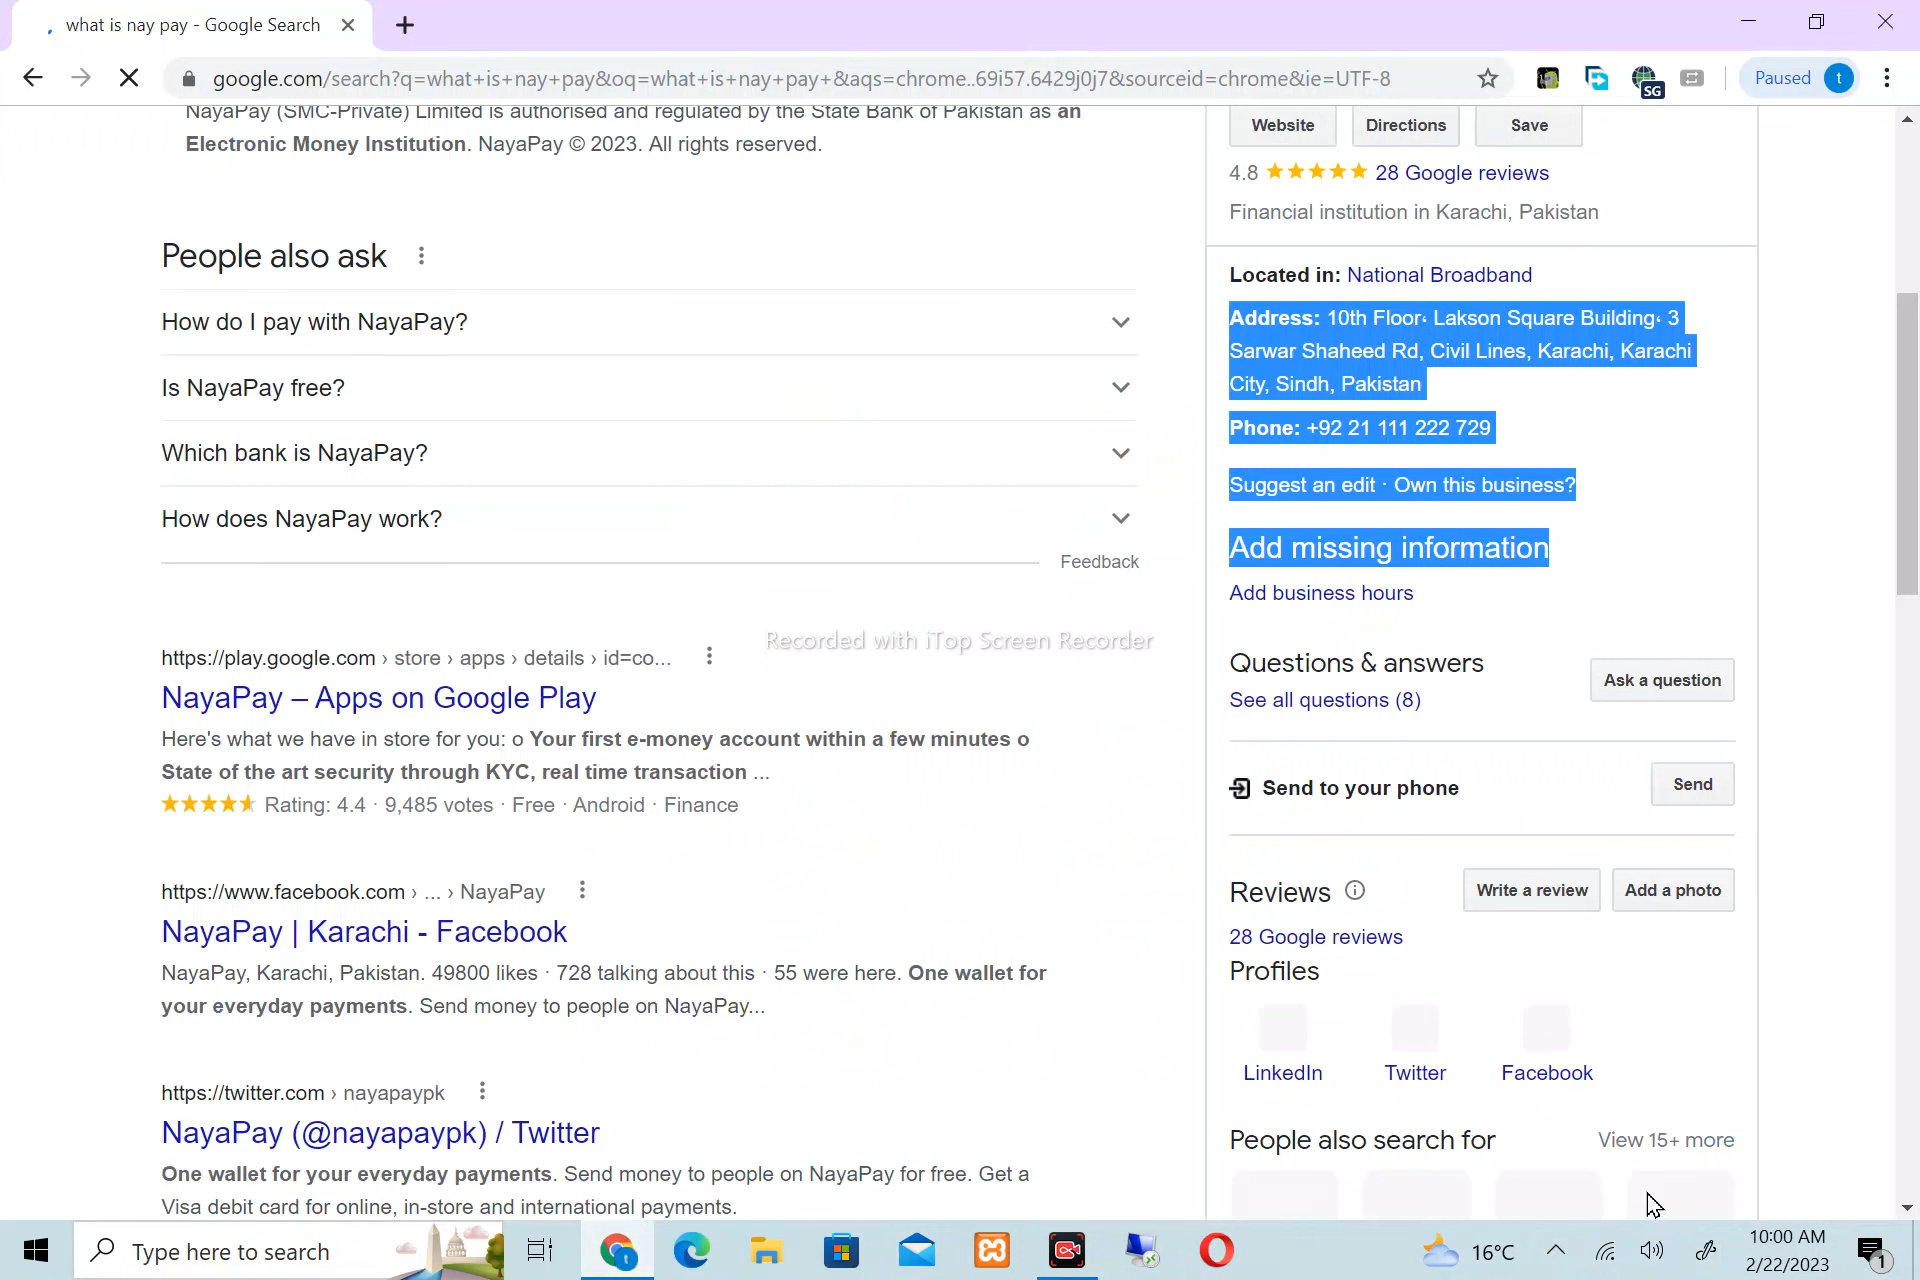 what is nay pay - Google Search
google.com/search?q=what+is+nay+pay&oq=what+is+nay+pay+&aqs=chrome..69i57.6429j0j7&sourceid=chrome&ie=UTF-8
SG
Paused
t
NayaPay (SMC-Private) Limited is authorised and regulated by the State Bank of Pakistan as an
Electronic Money Institution. NayaPay © 2023. All rights reserved.
People also ask
How do I pay with NayaPay?
Is NayaPay free?
Which bank is NayaPay?
How does NayaPay work?
Feedback
https://play.google.com › store › apps › details › id=co...
NayaPay – Apps on Google Play
Here's what we have in store for you: o Your first e-money account within a few minutes o
State of the art security through KYC, real time transaction ...
Rating: 4.4 · 9,485 votes · Free · Android · Finance
https://www.facebook.com › ... › NayaPay
NayaPay | Karachi - Facebook
NayaPay, Karachi, Pakistan. 49800 likes · 728 talking about this · 55 were here. One wallet for
your everyday payments. Send money to people on NayaPay...
https://twitter.com › nayapaypk
NayaPay (@nayapaypk) / Twitter
One wallet for your everyday payments. Send money to people on NayaPay for free. Get a
Visa debit card for online, in-store and international payments.
Website
Directions
Save
4.8 28 Google reviews
Financial institution in Karachi, Pakistan
Located in: National Broadband
Address: 10th Floor، Lakson Square Building، 3
Sarwar Shaheed Rd, Civil Lines, Karachi, Karachi
City, Sindh, Pakistan
Phone: +92 21 111 222 729
Suggest an edit · Own this business?
Add missing information
Add business hours
Questions & answers
See all questions (8)
Ask a question
Send to your phone
Send
Reviews
Write a review
Add a photo
28 Google reviews
Profiles
LinkedIn
Twitter
Facebook
People also search for
View 15+ more
Recorded with iTop Screen Recorder
Type here to search
t
16°C
10:00 AM
2/22/2023
1